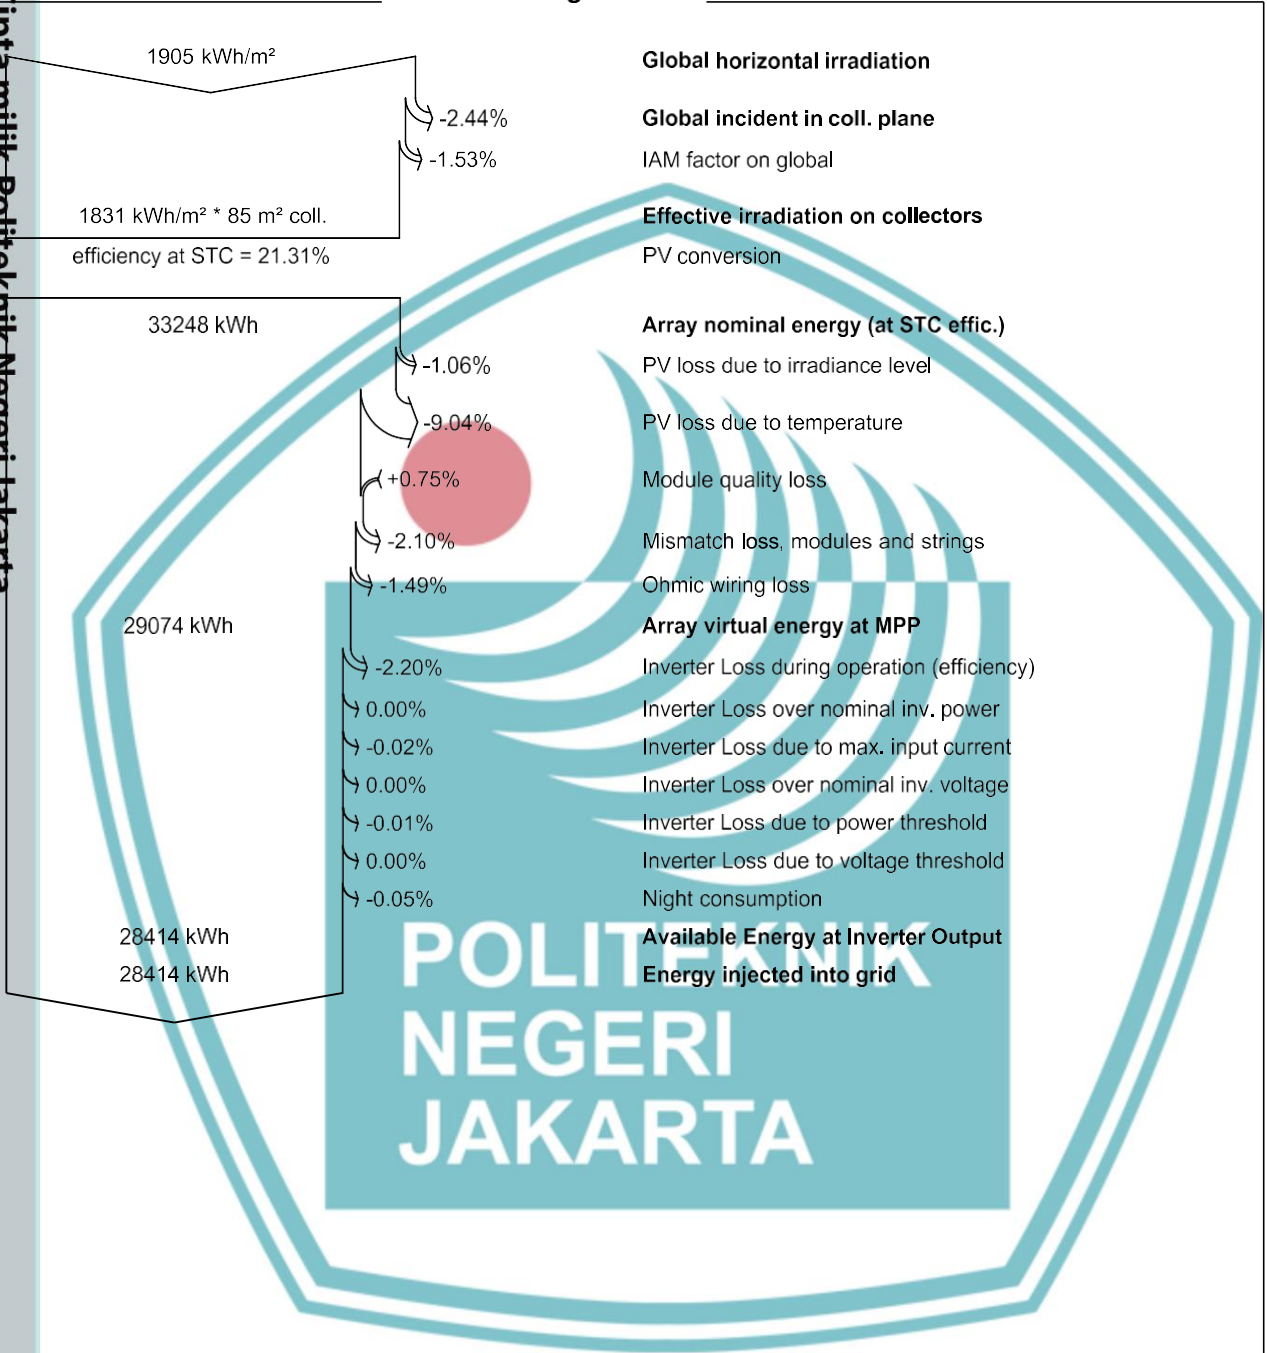 1905 kWh/m² Global horizontal irradiation
-2.44% Global incident in coll. plane
-1.53% IAM factor on global
1831 kWh/m² * 85 m² coll. Effective irradiation on collectors
efficiency at STC = 21.31% PV conversion
33248 kWh Array nominal energy (at STC effic.)
-1.06% PV loss due to irradiance level
-9.04% PV loss due to temperature
+0.75% Module quality loss
-2.10% Mismatch loss, modules and strings
-1.49% Ohmic wiring loss
29074 kWh Array virtual energy at MPP
-2.20% Inverter Loss during operation (efficiency)
0.00% Inverter Loss over nominal inv. power
-0.02% Inverter Loss due to max. input current
0.00% Inverter Loss over nominal inv. voltage
-0.01% Inverter Loss due to power threshold
0.00% Inverter Loss due to voltage threshold
-0.05% Night consumption
28414 kWh Available Energy at Inverter Output
28414 kWh Energy injected into grid
POLITEKNIK
NEGERI
JAKARTA
milik Politeknik Negeri Jakarta